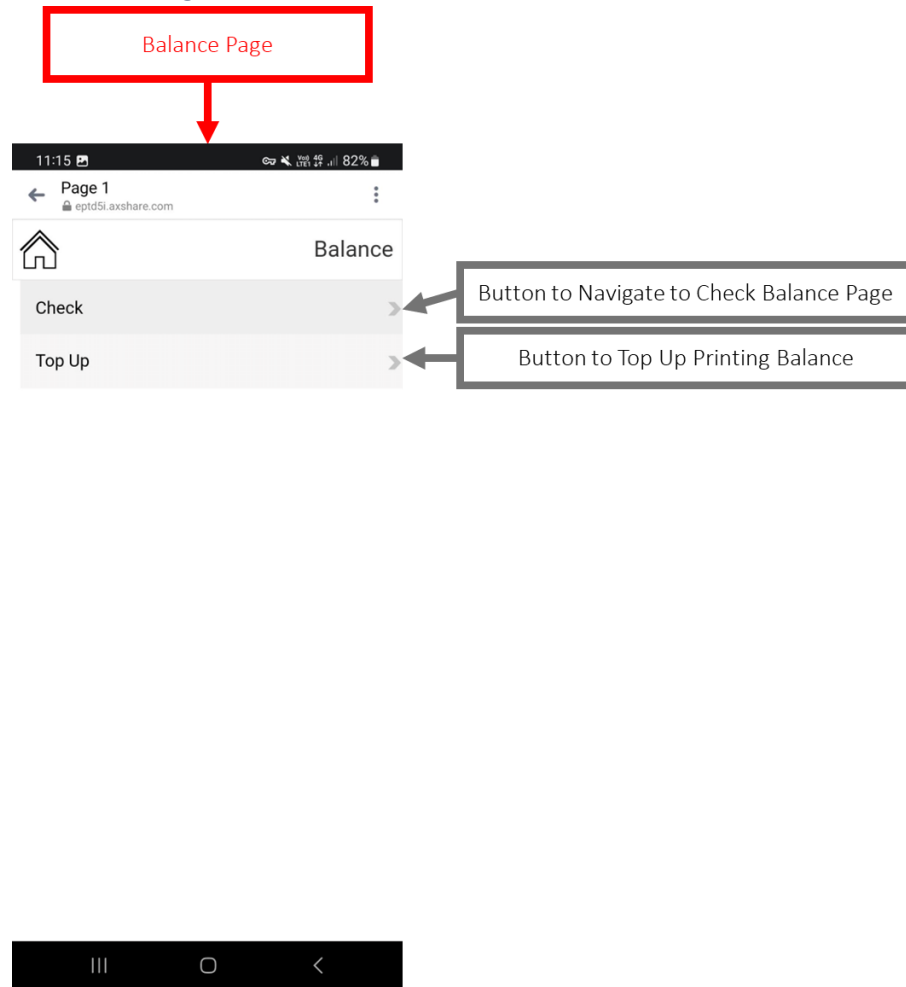 Balance Page
11:15 82%
Page 1
eptd5i.axshare.com
Balance
Check
Button to Navigate to Check Balance Page
Top Up
Button to Top Up Printing Balance